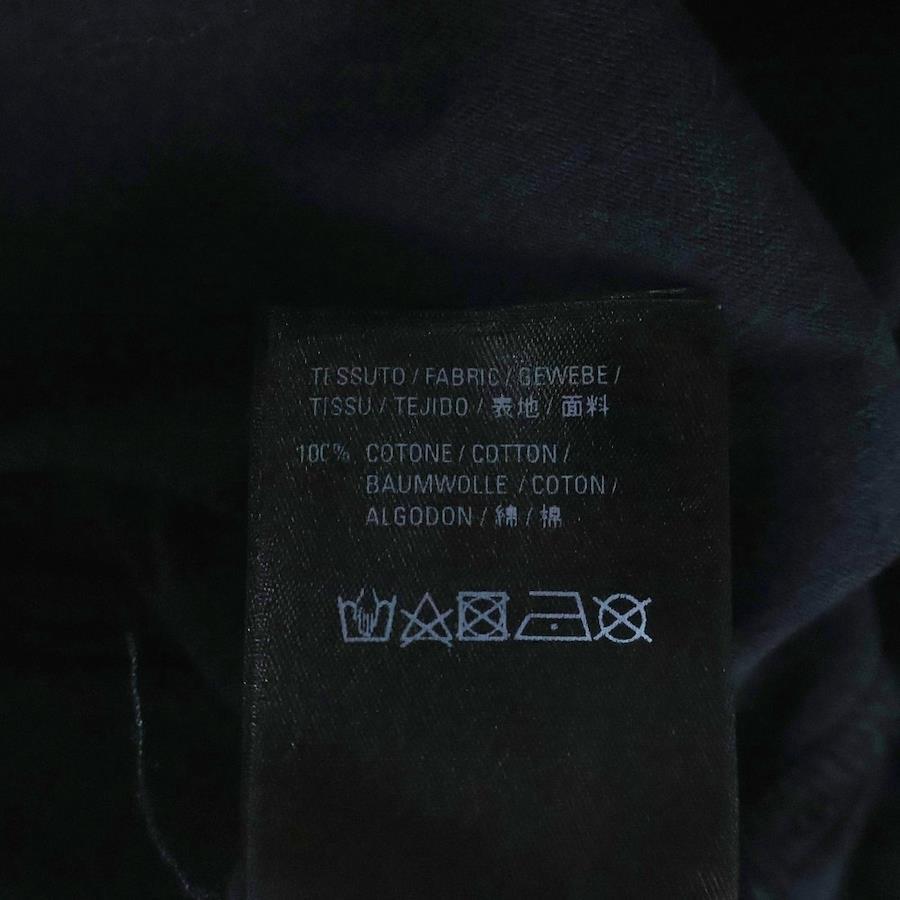 TESSUTO / FABRIC / GEWEBE /
TISSU / TEJIDO / 表地 / 面料
100% COTONE / COTTON /
BAUMWOLLE / COTON /
ALGODON / 綿 / 棉